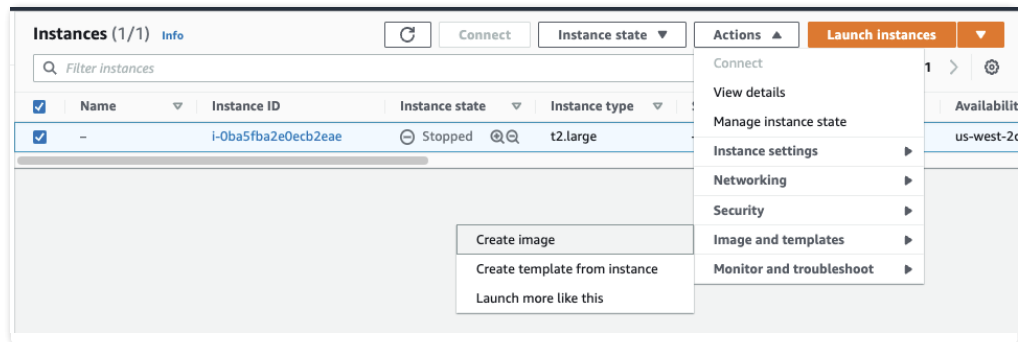 Instances (1/1) Info
Connect
Instance state
Actions
Launch instances
Filter instances
1
Connect
View details
Manage instance state
Instance settings
Networking
Security
Image and templates
Monitor and troubleshoot
Name
Instance ID
Instance state
Instance type
Availabilit
–
i-0ba5fba2e0ecb2eae
Stopped
t2.large
us-west-2
Create image
Create template from instance
Launch more like this